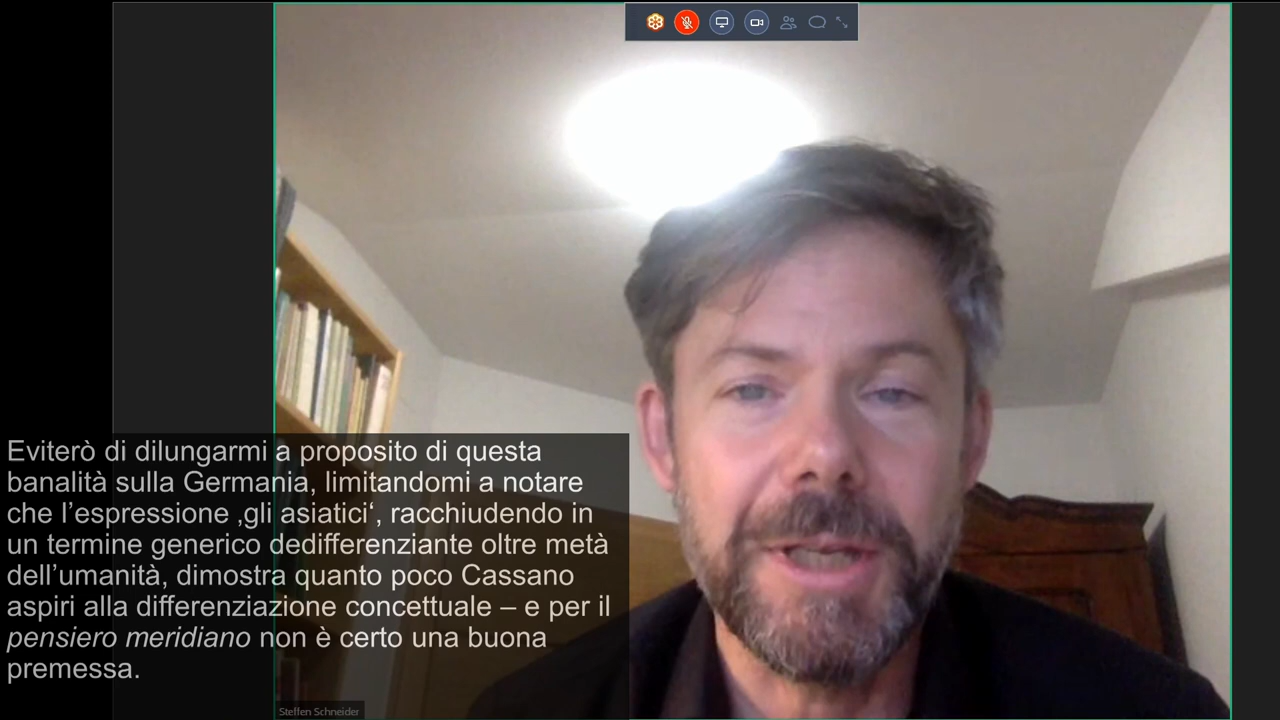 Eviterò di dilungarmi a proposito di questa
banalità sulla Germania, limitandomi a notare
che l’espressione ‚gli asiatici‘, racchiudendo in
un termine generico dedifferenziante oltre metà
dell’umanità, dimostra quanto poco Cassano
aspiri alla differenziazione concettuale – e per il
pensiero meridiano non è certo una buona
premessa.
Steffen Schneider